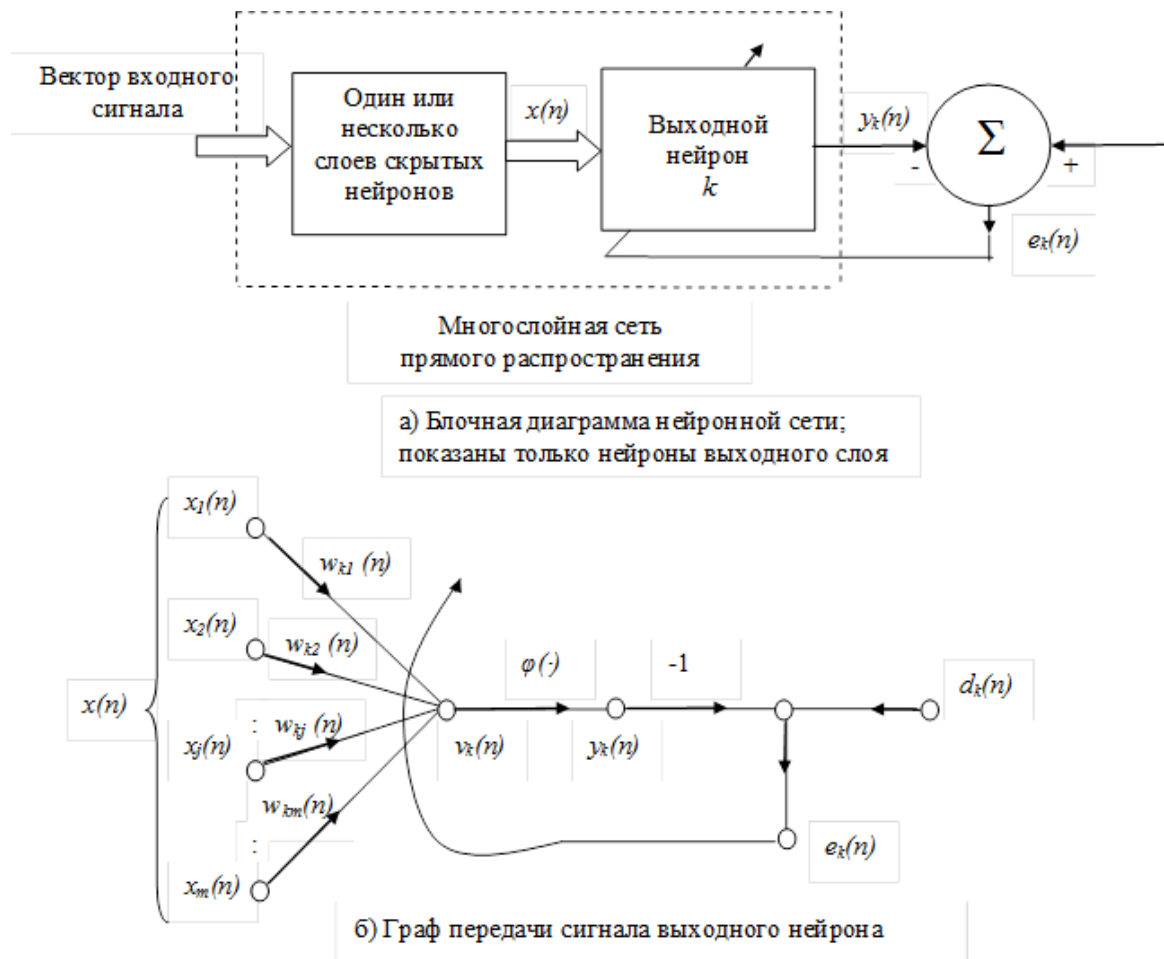 Вектор входного
сигнала
Один или
несколько
слоев скрытых
нейронов
x(n)
Выходной
нейрон
k
yk(n)
-
Σ
+
ek(n)
Многослойная сеть
прямого распространения
а) Блочная диаграмма нейронной сети;
показаны только нейроны выходного слоя
x1(n)
wk1 (n)
x2(n)
wk2 (n)
φ(·)
-1
dk(n)
x(n)
:
wkj (n)
xj(n)
vk(n)
yk(n)
wkm(n)
:
ek(n)
xm(n)
б) Граф передачи сигнала выходного нейрона